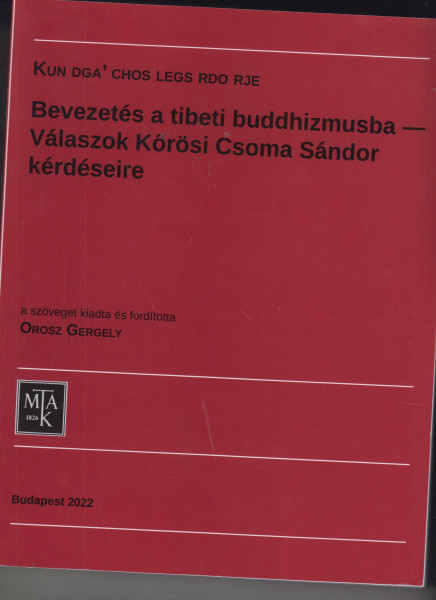 Kun dga' chos legs rdo rje
Bevezetés a tibeti buddhizmusba —
Válaszok Kőrösi Csoma Sándor
kérdéseire
a szöveget kiadta és fordította
Orosz Gergely
MTAK
1826
Budapest 2022